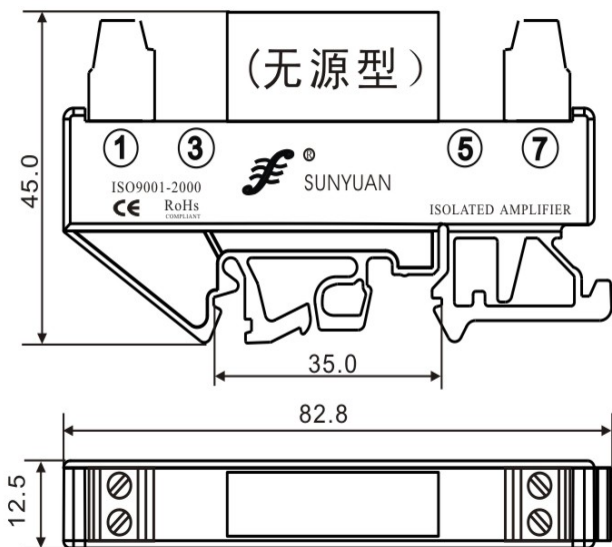 (无源型)
① ③ ⑤ ⑦
® SUNYUAN
ISO9001-2000
CE RoHs
COMPLIANT
ISOLATED AMPLIFIER
45.0
35.0
82.8
12.5